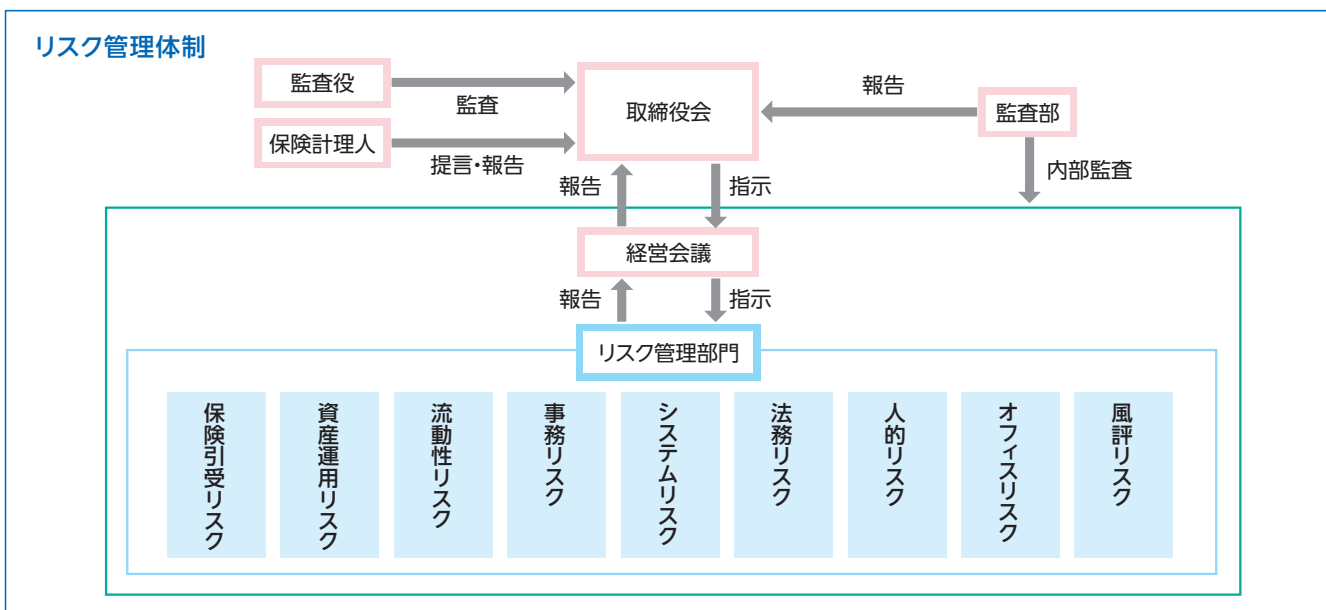 リスク管理体制
監査役
監査
取締役会
報告
監査部
保険計理人
提言・報告
内部監査
報告
指示
経営会議
報告
指示
リスク管理部門
保険引受リスク
資産運用リスク
流動性リスク
事務リスク
システムリスク
法務リスク
人的リスク
オフィスリスク
風評リスク